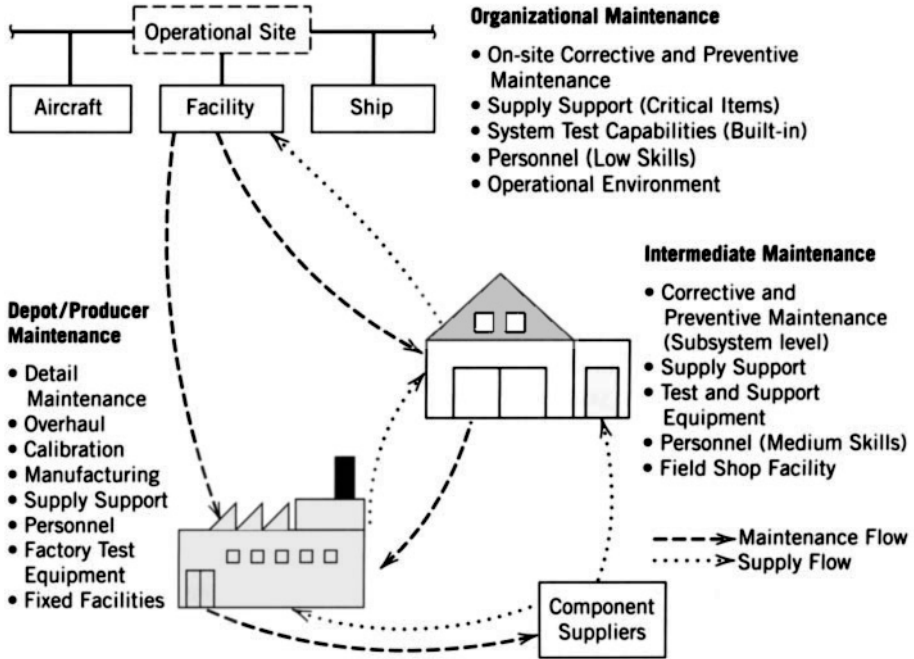 Operational Site
Aircraft
Facility
Ship
Organizational Maintenance
• On-site Corrective and Preventive
Maintenance
• Supply Support (Critical Items)
• System Test Capabilities (Built-in)
• Personnel (Low Skills)
• Operational Environment
Intermediate Maintenance
• Corrective and
Preventive Maintenance
(Subsystem level)
• Supply Support
• Test and Support
Equipment
• Personnel (Medium Skills)
• Field Shop Facility
Depot/Producer
Maintenance
• Detail
Maintenance
• Overhaul
• Calibration
• Manufacturing
• Supply Support
• Personnel
• Factory Test
Equipment
• Fixed Facilities
Maintenance Flow
Supply Flow
Component
Suppliers